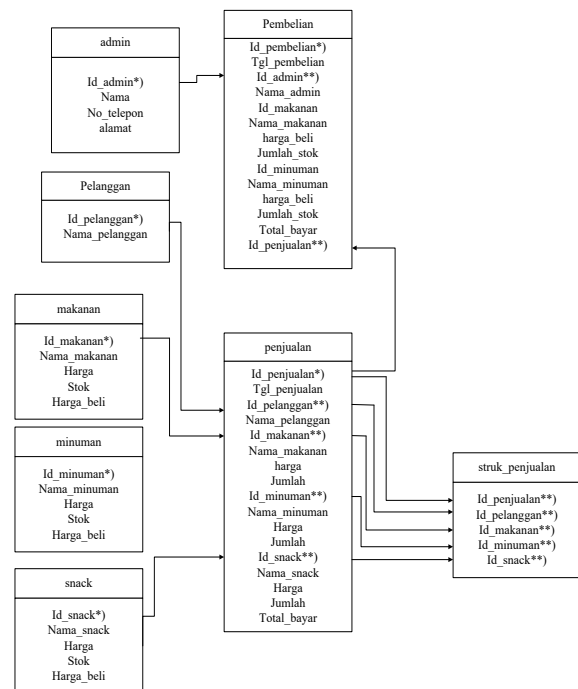 admin
Id_admin*)
Nama
No_telepon
alamat
Pembelian
Id_pembelian*)
Tgl_pembelian
Id_admin**)
Nama_admin
Id_makanan
Nama_makanan
harga_beli
Jumlah_stok
Id_minuman
Nama_minuman
harga_beli
Jumlah_stok
Total_bayar
Id_penjualan**)
Pelanggan
Id_pelanggan*)
Nama_pelanggan
makanan
Id_makanan*)
Nama_makanan
Harga
Stok
Harga_beli
minuman
Id_minuman*)
Nama_minuman
Harga
Stok
Harga_beli
snack
Id_snack*)
Nama_snack
Harga
Stok
Harga_beli
penjualan
Id_penjualan*)
Tgl_penjualan
Id_pelanggan**)
Nama_pelanggan
Id_makanan**)
Nama_makanan
harga
Jumlah
Id_minuman**)
Nama_minuman
Harga
Jumlah
Id_snack**)
Nama_snack
Harga
Jumlah
Total_bayar
struk_penjualan
Id_penjualan**)
Id_pelanggan**)
Id_makanan**)
Id_minuman**)
Id_snack**)